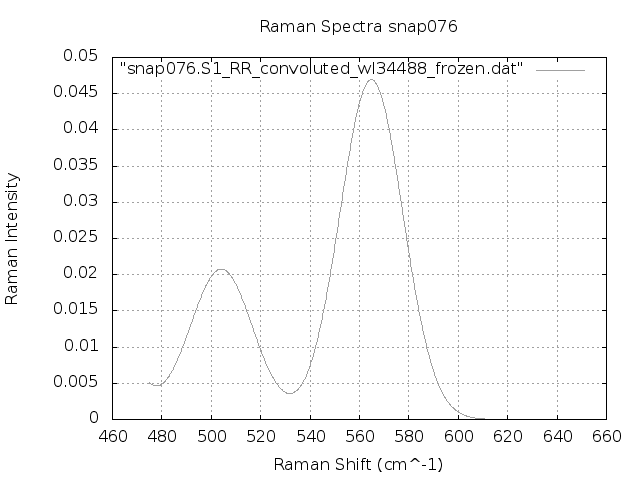 Raman Spectra snap076
"snap076.S1_RR_convoluted_wl34488_frozen.dat"
0.05
0.045
0.04
0.035
0.03
0.025
0.02
0.015
0.01
0.005
0
Raman Intensity
460 480 500 520 540 560 580 600 620 640 660
Raman Shift (cm^-1)